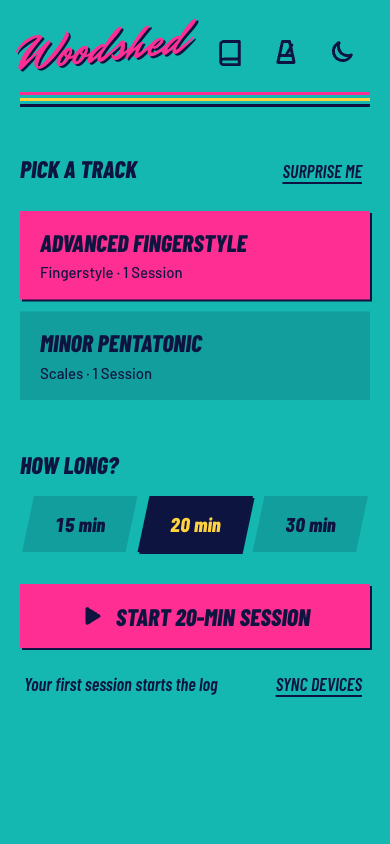 Woodshed
PICK A TRACK
SURPRISE ME
ADVANCED FINGERSTYLE
Fingerstyle · 1 Session
MINOR PENTATONIC
Scales · 1 Session
HOW LONG?
15 min
20 min
30 min
START 20-MIN SESSION
Your first session starts the log
SYNC DEVICES